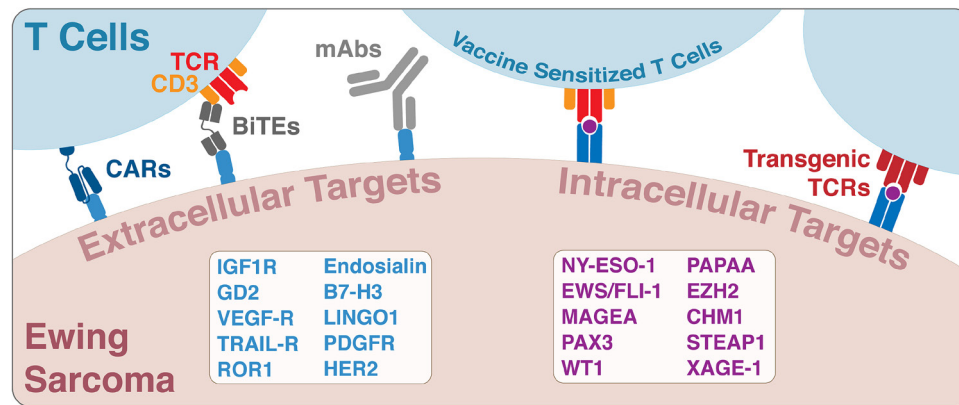 T Cells
TCR
CD3
BiTEs
CARs
mAbs
Vaccine Sensitized T Cells
Transgenic
TCRs
Extracellular Targets
Intracellular Targets
IGF1R
GD2
VEGF-R
TRAIL-R
ROR1
Endosialin
B7-H3
LINGO1
PDGFR
HER2
NY-ESO-1
EWS/FLI-1
MAGEA
PAX3
WT1
PAPAA
EZH2
CHM1
STEAP1
XAGE-1
Ewing
Sarcoma